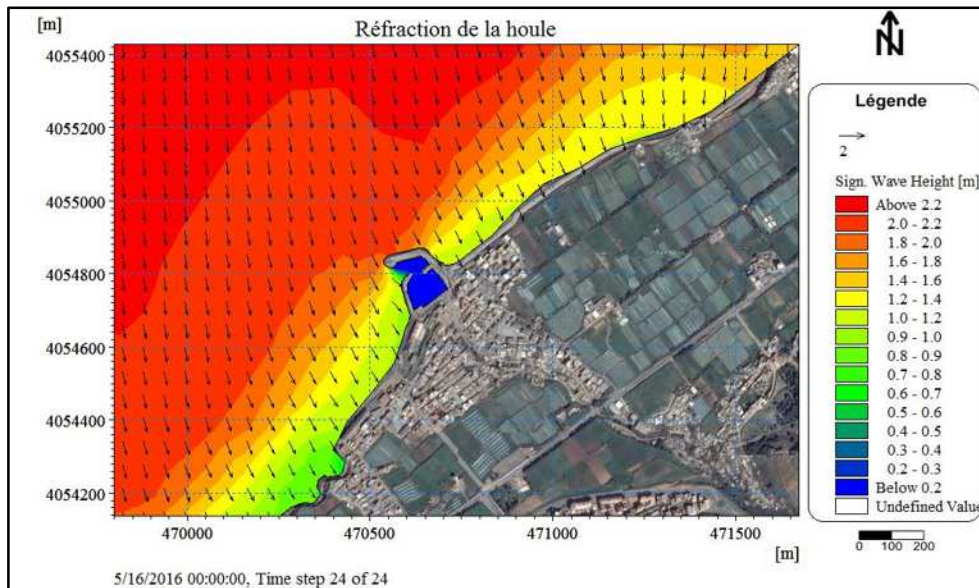 Réfraction de la houle
[m]
4055400
4055200
4055000
4054800
4054600
4054400
4054200
470000
470500
471000
471500
[m]
5/16/2016 00:00:00, Time step 24 of 24
N
Légende
2
Sign. Wave Height [m]
Above 2.2
2.0 - 2.2
1.8 - 2.0
1.6 - 1.8
1.4 - 1.6
1.2 - 1.4
1.0 - 1.2
0.9 - 1.0
0.8 - 0.9
0.7 - 0.8
0.6 - 0.7
0.5 - 0.6
0.4 - 0.5
0.3 - 0.4
0.2 - 0.3
Below 0.2
Undefined Value
0 100 200